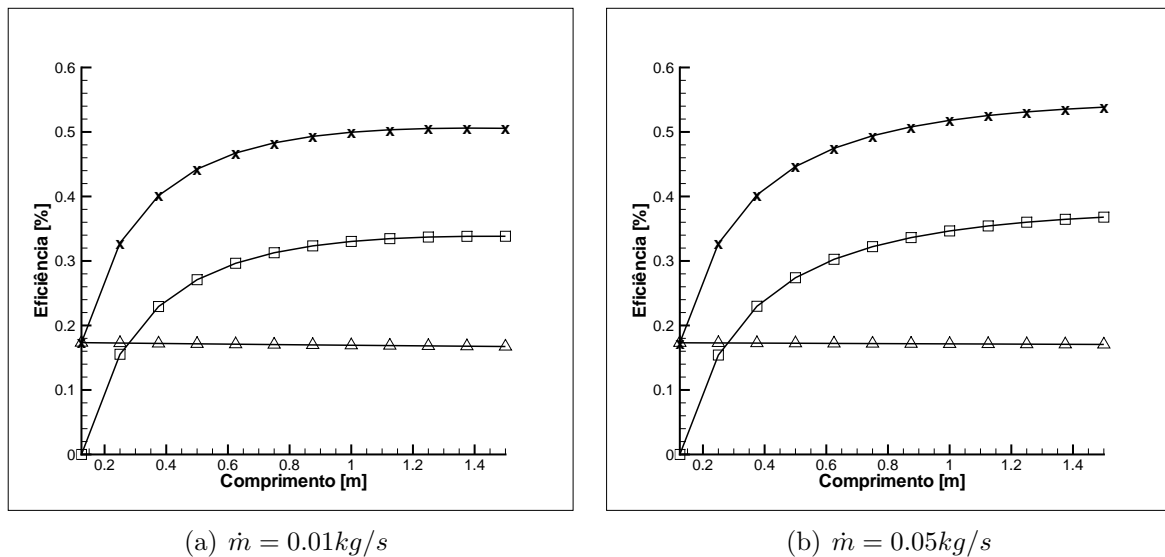 Eficiência [%]
0.6
0.5
0.4
0.3
0.2
0.1
0
0.2 0.4 0.6 0.8 1 1.2 1.4
Comprimento [m]
(a) ṁ = 0.01kg/s
Eficiência [%]
0.6
0.5
0.4
0.3
0.2
0.1
0
0.2 0.4 0.6 0.8 1 1.2 1.4
Comprimento [m]
(b) ṁ = 0.05kg/s